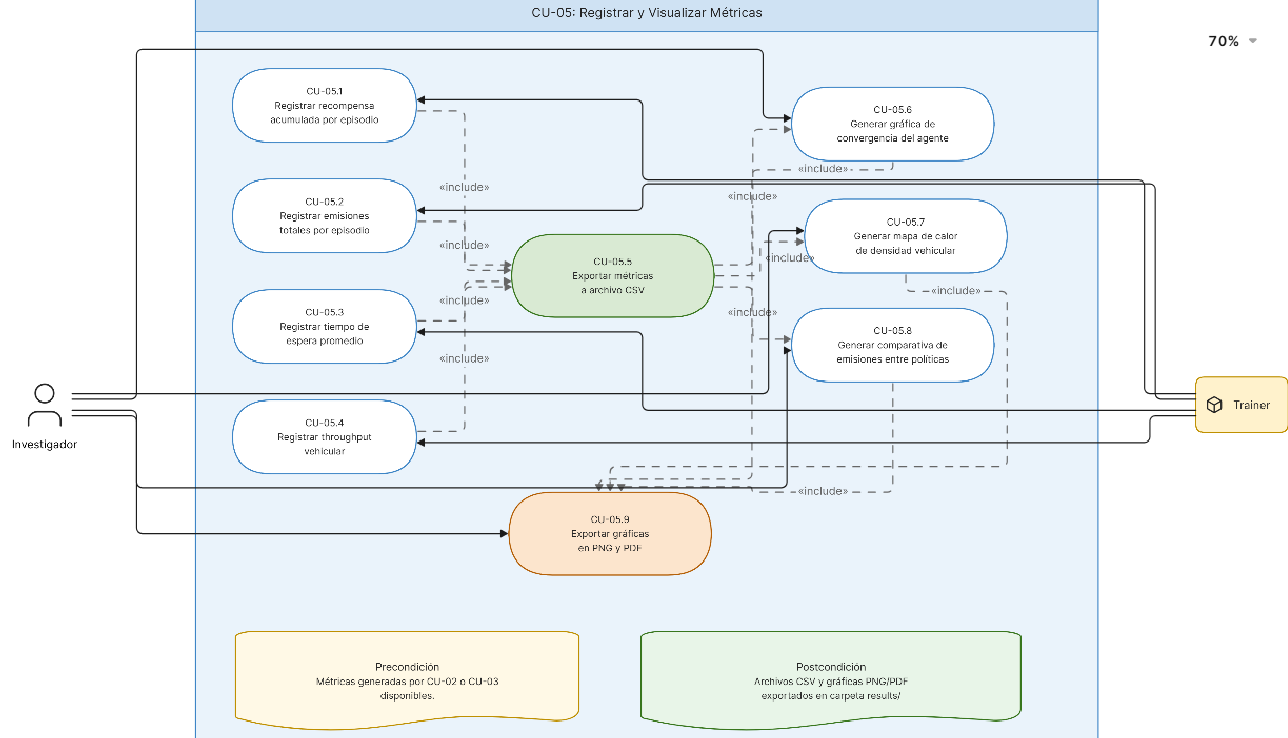 CU-05: Registrar y Visualizar Métricas
70%
CU-05.1
Registrar recompensa
acumulada por episodio
CU-05.6
Generar gráfica de
convergencia del agente
«include»
«include»
«include»
CU-05.2
Registrar emisiones
totales por episodio
CU-05.7
Generar mapa de calor
de densidad vehicular
«include»
«include»
CU-05.5
Exportar métricas
a archivo CSV
«include»
«include»
«include»
CU-05.3
Registrar tiempo de
espera promedio
CU-05.8
Generar comparativa de
emisiones entre políticas
«include»
Investigador
Trainer
CU-05.4
Registrar throughput
vehicular
«include»
CU-05.9
Exportar gráficas
en PNG y PDF
Precondición
Métricas generadas por CU-02 o CU-03
disponibles.
Postcondición
Archivos CSV y gráficas PNG/PDF
exportados en carpeta results/